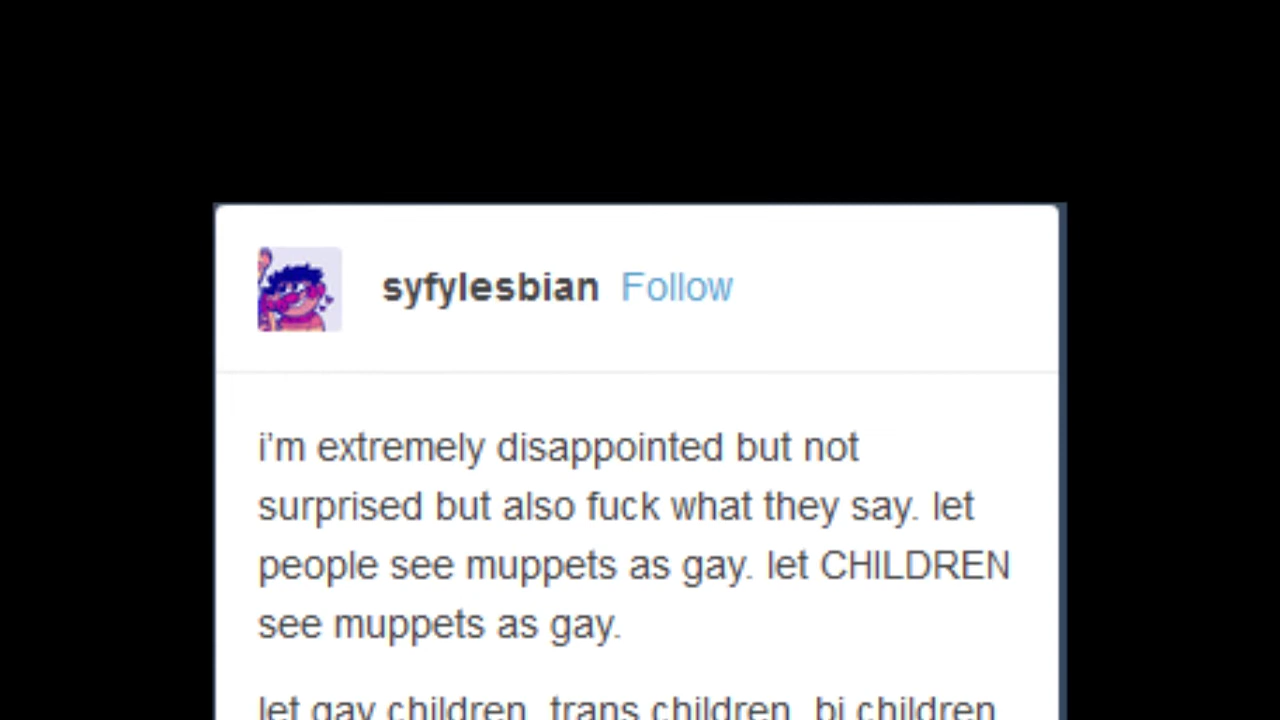 syfylesbian Follow
i'm extremely disappointed but not
surprised but also fuck what they say. let
people see muppets as gay. let CHILDREN
see muppets as gay.
let gay children, trans children, bi children